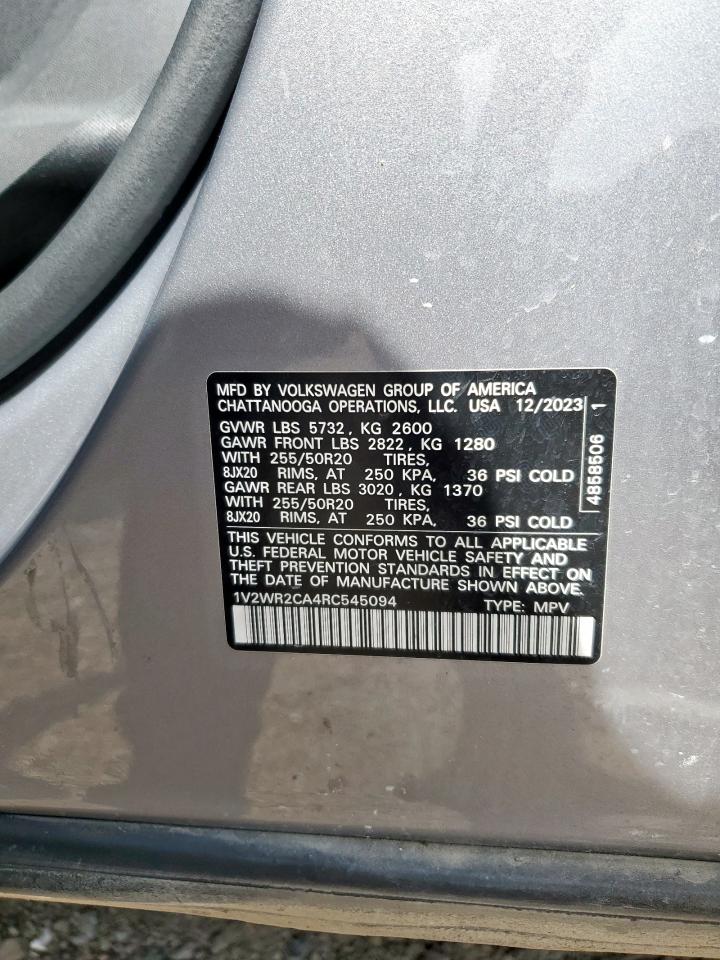 MFD BY VOLKSWAGEN GROUP OF AMERICA
CHATTANOOGA OPERATIONS, LLC. USA 12/2023
GVWR LBS 5732, KG 2600
GAWR FRONT LBS 2822, KG 1280
WITH 255/50R20 TIRES,
8JX20 RIMS, AT 250 KPA, 36 PSI COLD
GAWR REAR LBS 3020, KG 1370
WITH 255/50R20 TIRES,
8JX20 RIMS, AT 250 KPA, 36 PSI COLD
THIS VEHICLE CONFORMS TO ALL APPLICABLE
U.S. FEDERAL MOTOR VEHICLE SAFETY AND
THEFT PREVENTION STANDARDS IN EFFECT ON
THE DATE OF MANUFACTURE SHOWN ABOVE.
1V2WR2CA4RC545094 TYPE: MPV
4858506 1